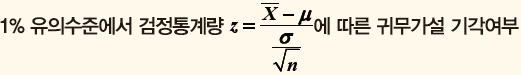 1% 유의수준에서 검정통계량 z = (X̅ − μ) / (σ / √n) 에 따른 귀무가설 기각여부